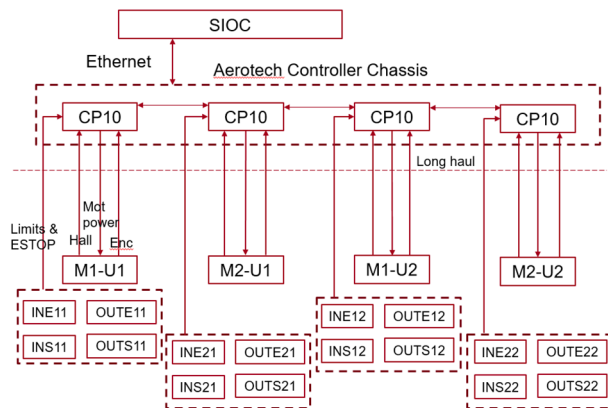 SIOC
Ethernet
Aerotech Controller Chassis
CP10
CP10
CP10
CP10
Long haul
Limits &
ESTOP
Hall
Mot
power
Enc
M1-U1
M2-U1
M1-U2
M2-U2
INE11
OUTE11
INS11
OUTS11
INE21
OUTE21
INS21
OUTS21
INE12
OUTE12
INS12
OUTS12
INE22
OUTE22
INS22
OUTS22